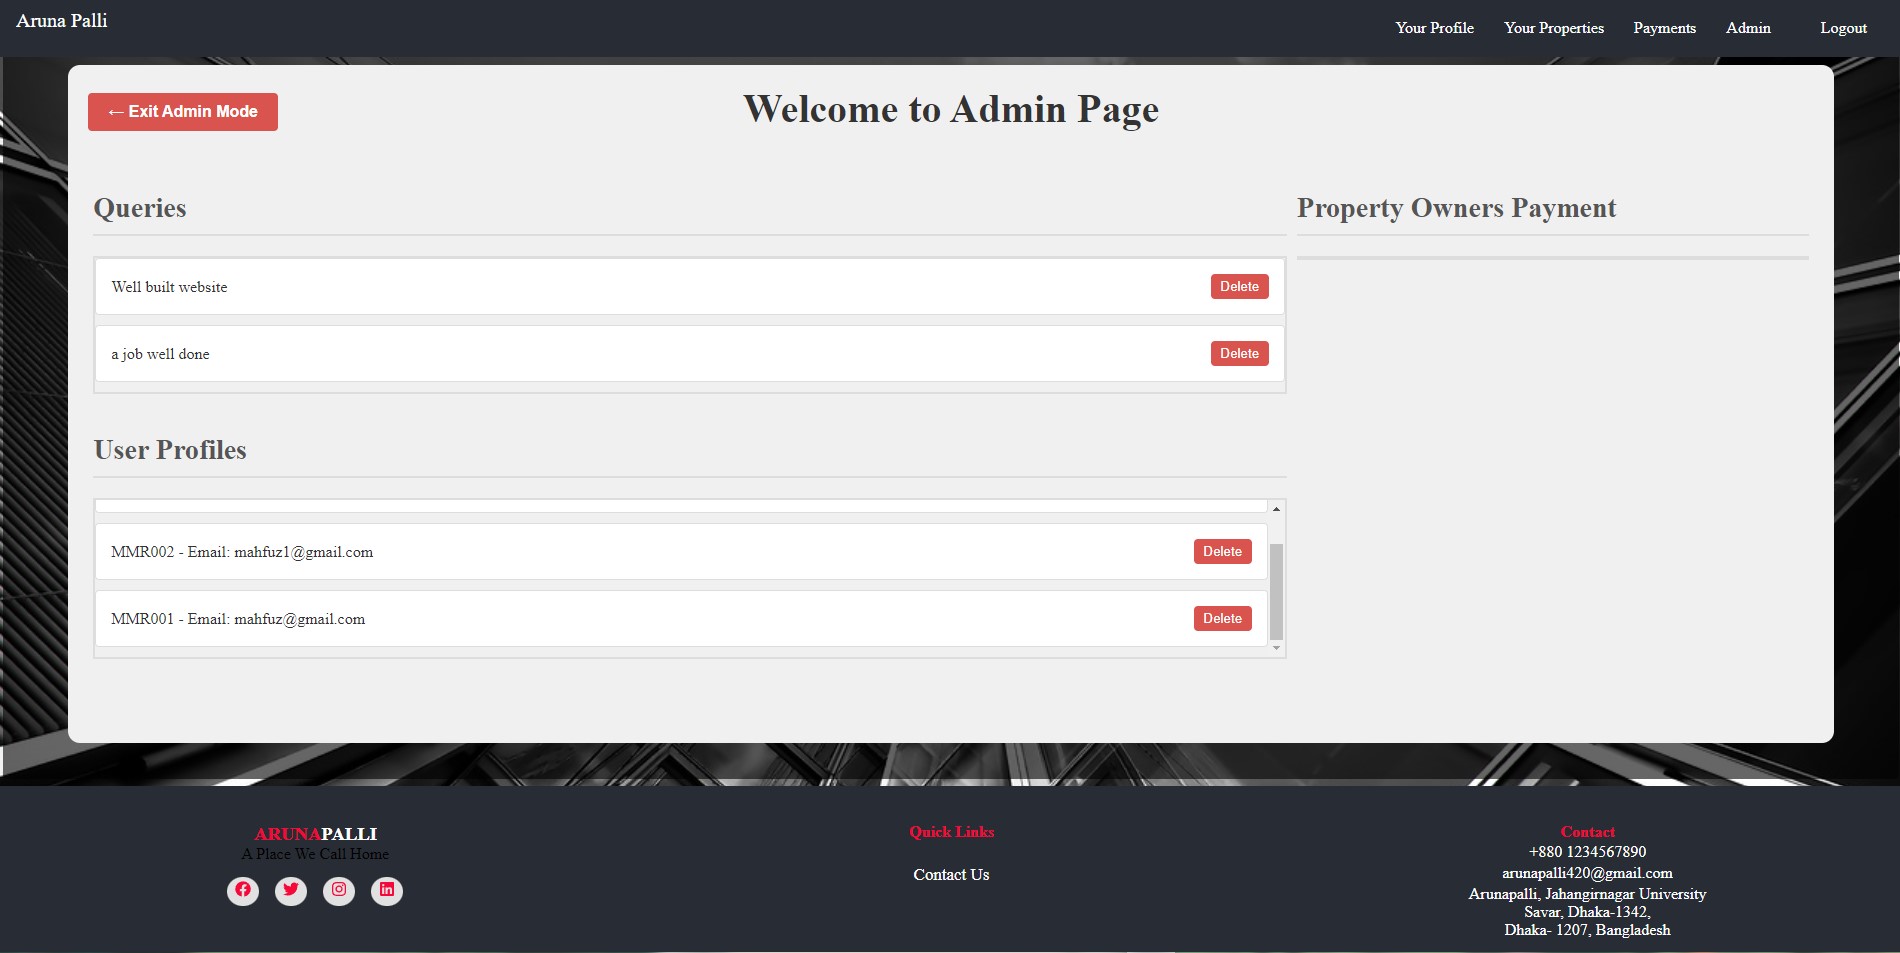 Aruna Palli
Your Profile
Your Properties
Payments
Admin
Logout
← Exit Admin Mode
Welcome to Admin Page
Queries
Well built website
Delete
a job well done
Delete
User Profiles
MMR002 - Email: mahfuz1@gmail.com
Delete
MMR001 - Email: mahfuz@gmail.com
Delete
Property Owners Payment
ARUNAPALLI
A Place We Call Home
Quick Links
Contact Us
Contact
+880 1234567890
arunapalli420@gmail.com
Arunapalli, Jahangirnagar University
Savar, Dhaka-1342,
Dhaka- 1207, Bangladesh